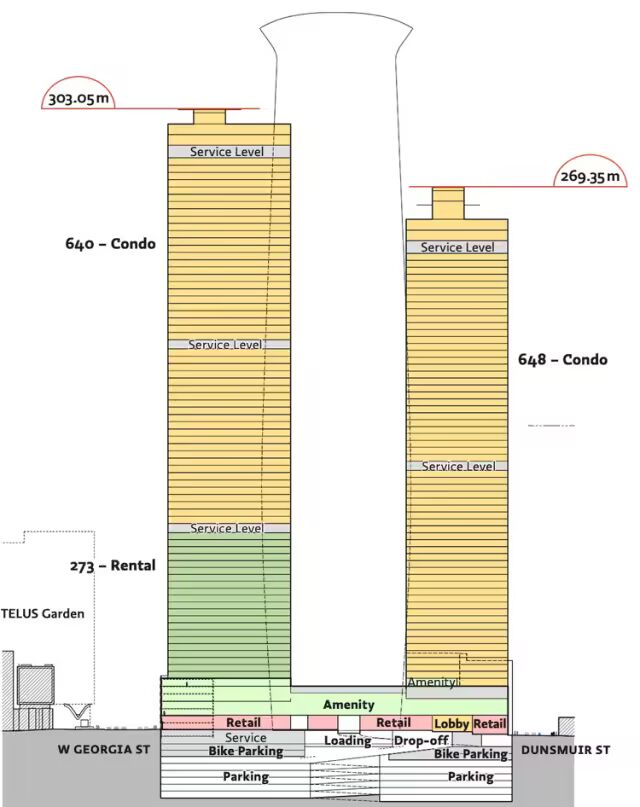 303.05m
Service Level
269.35m
640 – Condo
Service Level
Service Level
648 – Condo
Service Level
Service Level
273 – Rental
TELUS Garden
Amenity
Amenity
Retail
Retail
Lobby
Retail
Service
Loading
Drop-off
W GEORGIA ST
Bike Parking
Bike Parking
DUNSMUIR ST
Parking
Parking